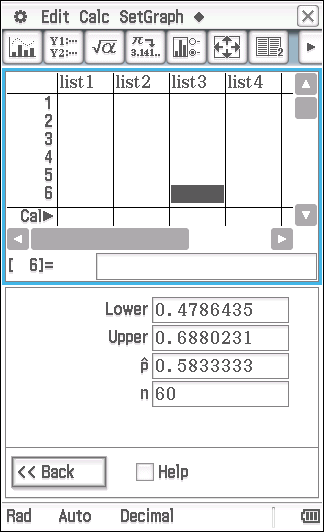 Edit Calc SetGraph ◆
Y1:… Y2:… √α 3.141.. 2
list1 list2 list3 list4
1
2
3
4
5
6
Cal▶
[ 6]=
Lower 0.4786435
Upper 0.6880231
p̂ 0.5833333
n 60
<< Back Help
Rad Auto Decimal